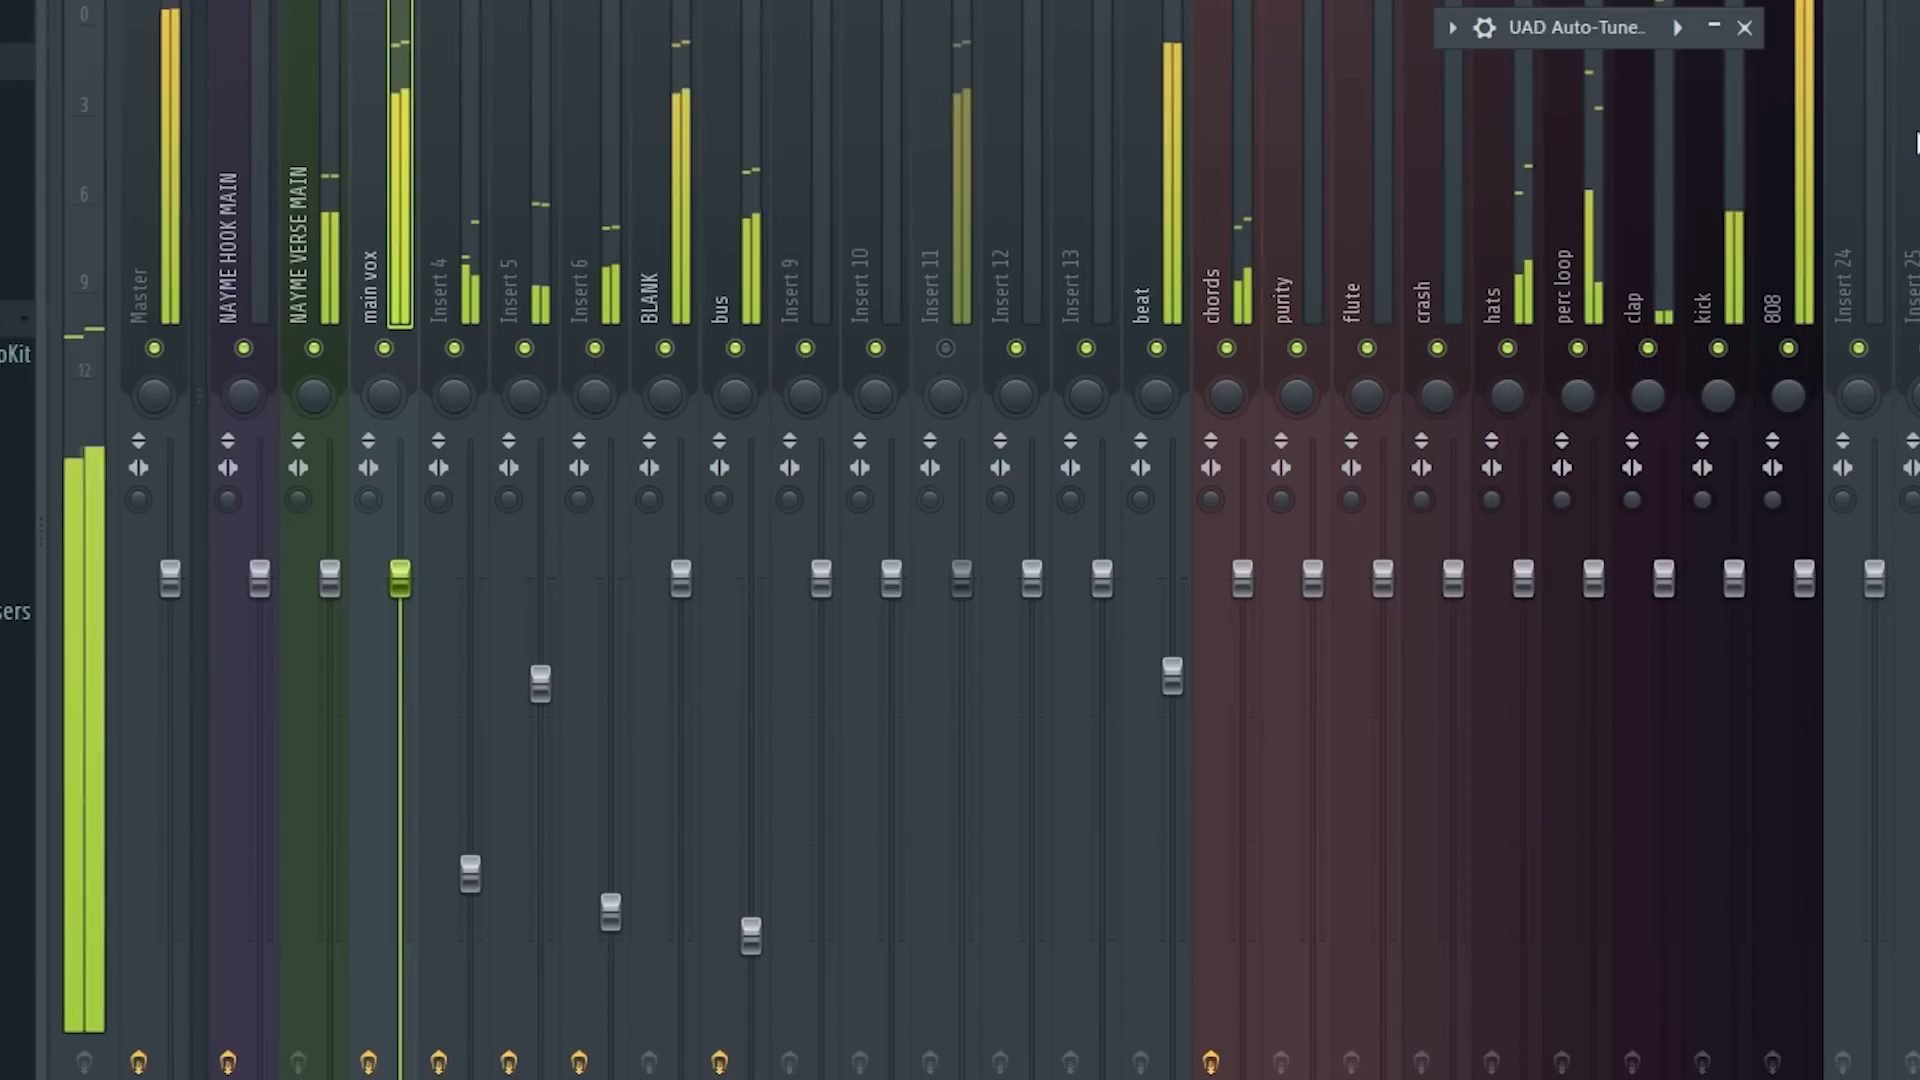 UAD Auto-Tune..
0
3
6
9
12
Master
NAYME HOOK MAIN
NAYME VERSE MAIN
main vox
Insert 4
Insert 5
Insert 6
BLANK
bus
Insert 9
Insert 10
Insert 11
Insert 12
Insert 13
beat
chords
purity
flute
crash
hats
perc loop
clap
kick
808
Insert 24
Insert 25
oKit
sers